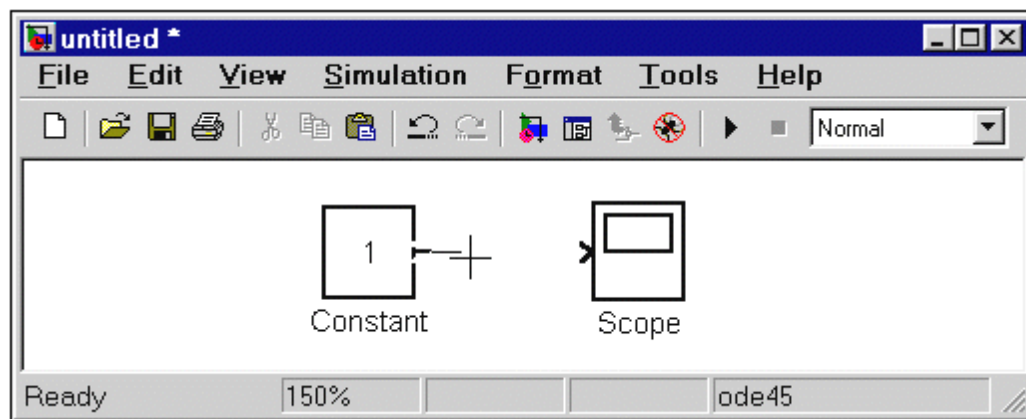 untitled *
File Edit View Simulation Format Tools Help
Normal
1
Constant Scope
Ready 150% ode45